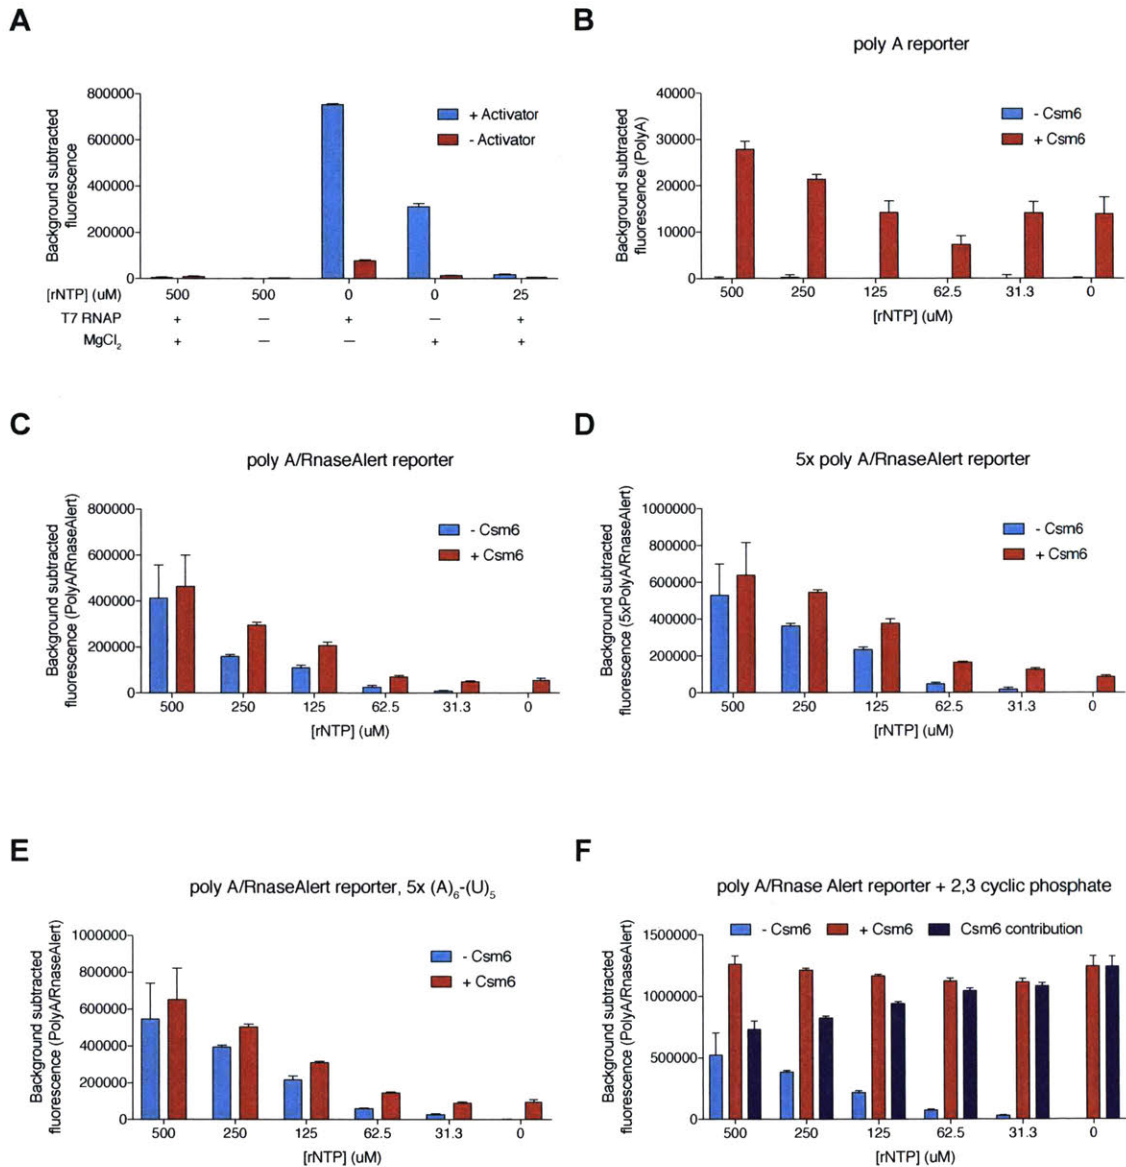 A
Background subtracted
fluorescence
800000
600000
400000
200000
0
+ Activator
- Activator
[rNTP] (uM) 500 500 0 0 25
T7 RNAP + — + — +
MgCl2 + — — + +
B
poly A reporter
Background subtracted
fluorescence (PolyA)
40000
30000
20000
10000
0
- Csm6
+ Csm6
500 250 125 62.5 31.3 0
[rNTP] (uM)
C
poly A/RnaseAlert reporter
Background subtracted
fluorescence (PolyA/RnaseAlert)
800000
600000
400000
200000
0
- Csm6
+ Csm6
500 250 125 62.5 31.3 0
[rNTP] (uM)
D
5x poly A/RnaseAlert reporter
Background subtracted
fluorescence (5xPolyA/RnaseAlert)
1000000
800000
600000
400000
200000
0
- Csm6
+ Csm6
500 250 125 62.5 31.3 0
[rNTP] (uM)
E
poly A/RnaseAlert reporter, 5x (A)6-(U)5
Background subtracted
fluorescence (PolyA/RnaseAlert)
1000000
800000
600000
400000
200000
0
- Csm6
+ Csm6
500 250 125 62.5 31.3 0
[rNTP] (uM)
F
poly A/Rnase Alert reporter + 2,3 cyclic phosphate
Background subtracted
fluorescence (PolyA/RnaseAlert)
1500000
1000000
500000
0
- Csm6 + Csm6 Csm6 contribution
500 250 125 62.5 31.3 0
[rNTP] (uM)